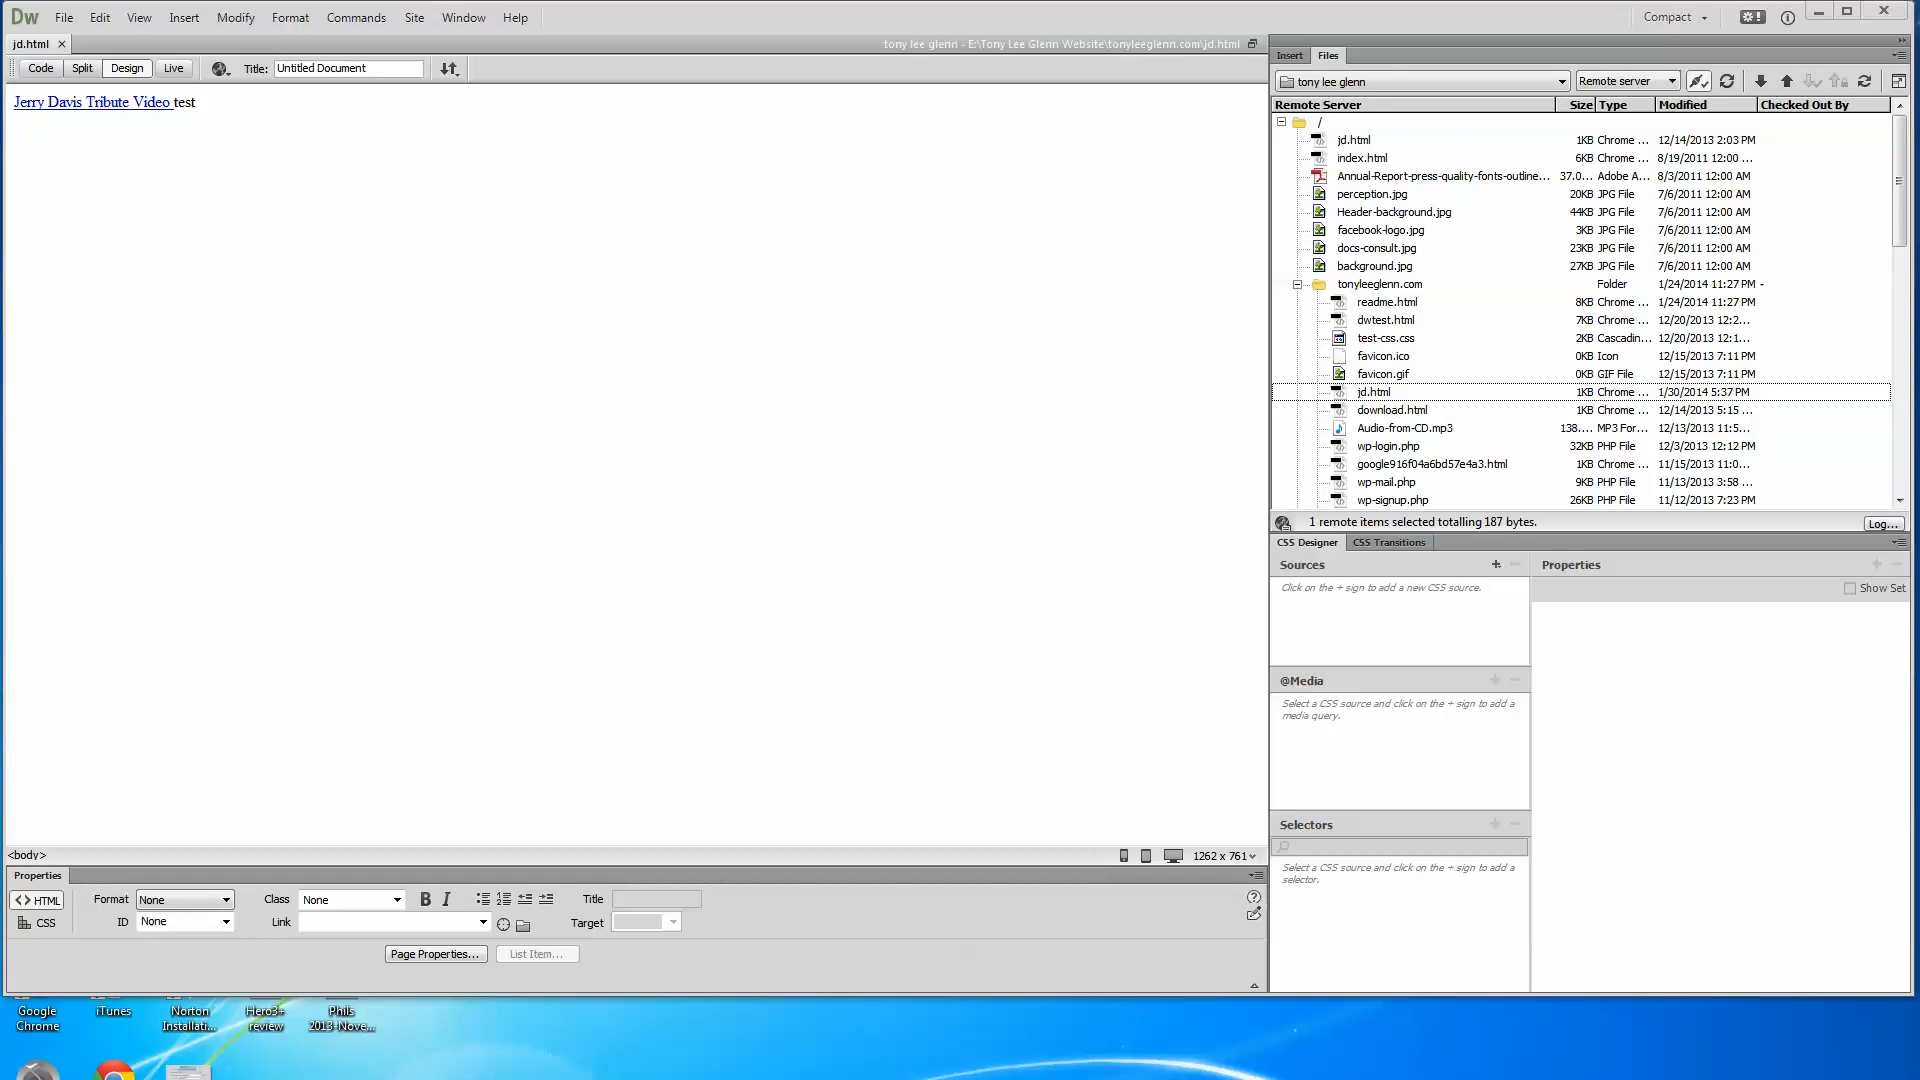 Dw File Edit View Insert Modify Format Commands Site Window Help Compact
jd.html tony lee glenn - E:\Tony Lee Glenn Website\tonyleeglenn.com\jd.html
Code Split Design Live Title: Untitled Document
Jerry Davis Tribute Video test
Insert Files
tony lee glenn Remote server
Remote Server Size Type Modified Checked Out By
/
jd.html 1KB Chrome ... 12/14/2013 2:03 PM
index.html 6KB Chrome ... 8/19/2011 12:00 ...
Annual-Report-press-quality-fonts-outline... 37.0... Adobe A... 8/3/2011 12:00 AM
perception.jpg 20KB JPG File 7/6/2011 12:00 AM
Header-background.jpg 44KB JPG File 7/6/2011 12:00 AM
facebook-logo.jpg 3KB JPG File 7/6/2011 12:00 AM
docs-consult.jpg 23KB JPG File 7/6/2011 12:00 AM
background.jpg 27KB JPG File 7/6/2011 12:00 AM
tonyleeglenn.com Folder 1/24/2014 11:27 PM -
readme.html 8KB Chrome ... 1/24/2014 11:27 PM
dwtest.html 7KB Chrome ... 12/20/2013 12:2...
test-css.css 2KB Cascadin... 12/20/2013 12:1...
favicon.ico 0KB Icon 12/15/2013 7:11 PM
favicon.gif 0KB GIF File 12/15/2013 7:11 PM
jd.html 1KB Chrome ... 1/30/2014 5:37 PM
download.html 1KB Chrome ... 12/14/2013 5:15 ...
Audio-from-CD.mp3 138.... MP3 For... 12/13/2013 11:5...
wp-login.php 32KB PHP File 12/3/2013 12:12 PM
google916f04a6bd57e4a3.html 1KB Chrome ... 11/15/2013 11:0...
wp-mail.php 9KB PHP File 11/13/2013 3:58 ...
wp-signup.php 26KB PHP File 11/12/2013 7:23 PM
1 remote items selected totalling 187 bytes. Log...
CSS Designer CSS Transitions
Sources + Properties
Click on the + sign to add a new CSS source. Show Set
@Media
Select a CSS source and click on the + sign to add a
media query.
Selectors
Select a CSS source and click on the + sign to add a
selector.
<body> 1262 x 761
Properties
HTML Format None Class None B I Title
CSS ID None Link Target
Page Properties... List Item...
Google
Chrome
iTunes
Norton
Installati...
Hero3+
review
Phils
2013-Nove...